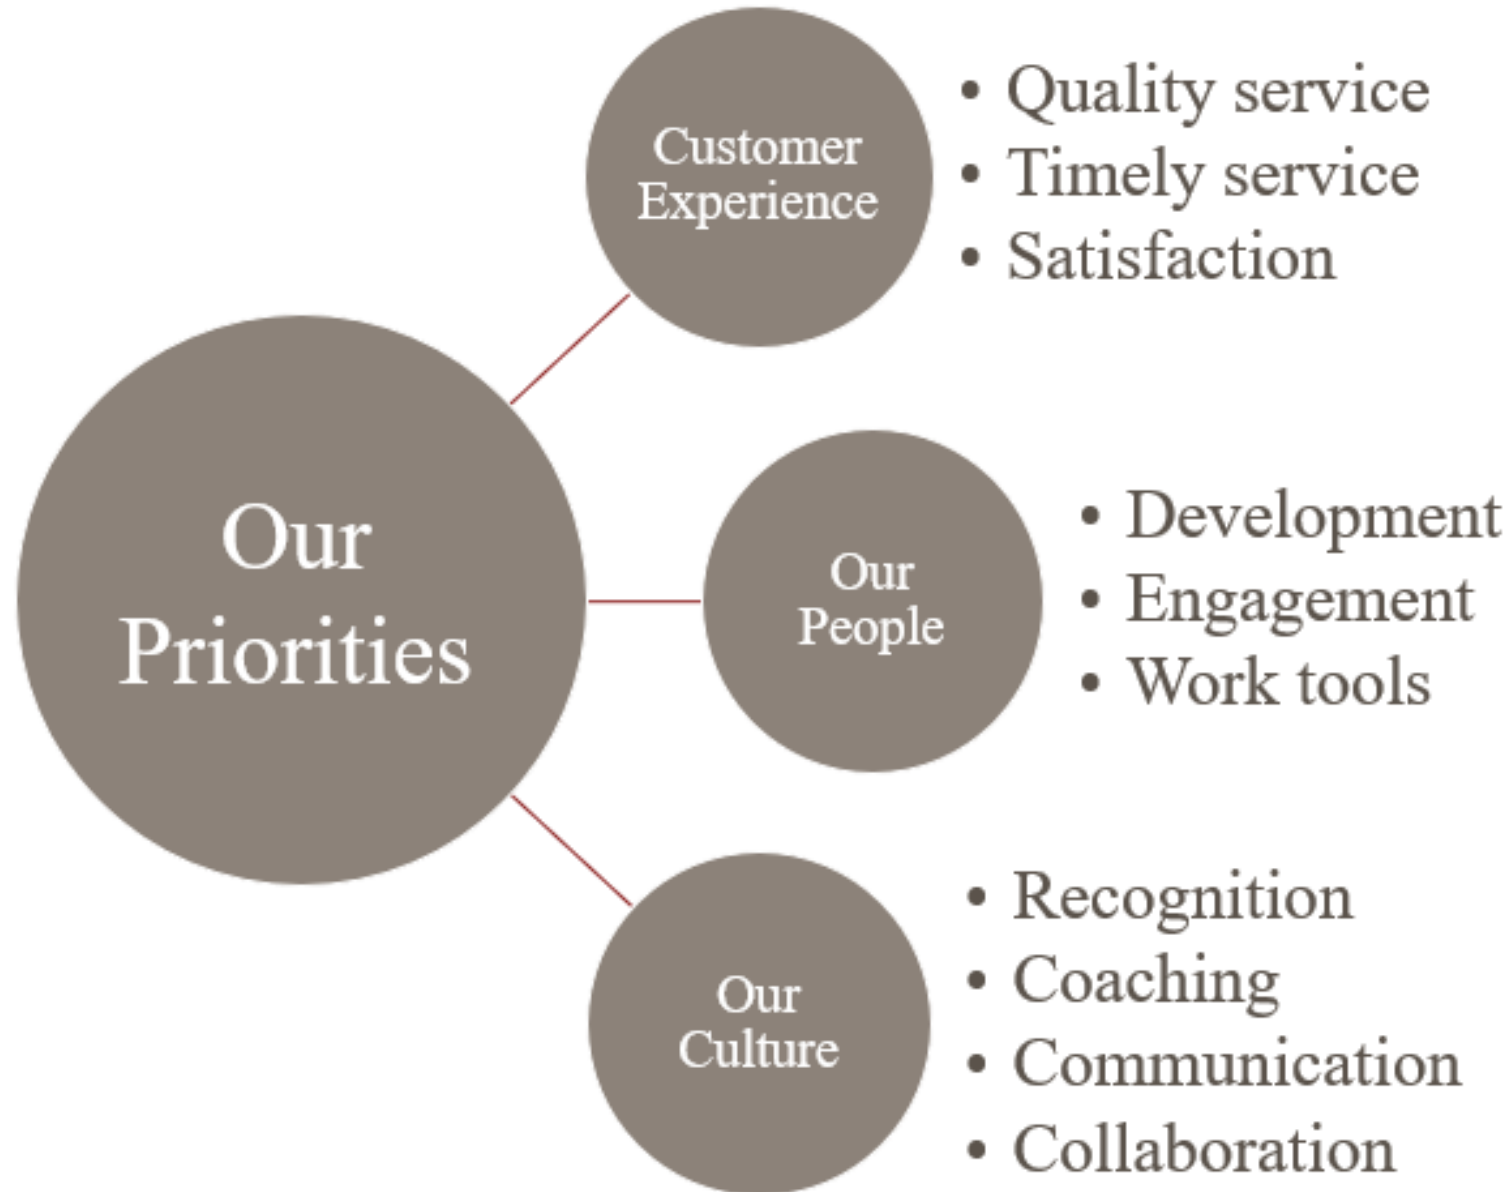 Our
Priorities
Customer
Experience
• Quality service
• Timely service
• Satisfaction
Our
People
• Development
• Engagement
• Work tools
Our
Culture
• Recognition
• Coaching
• Communication
• Collaboration